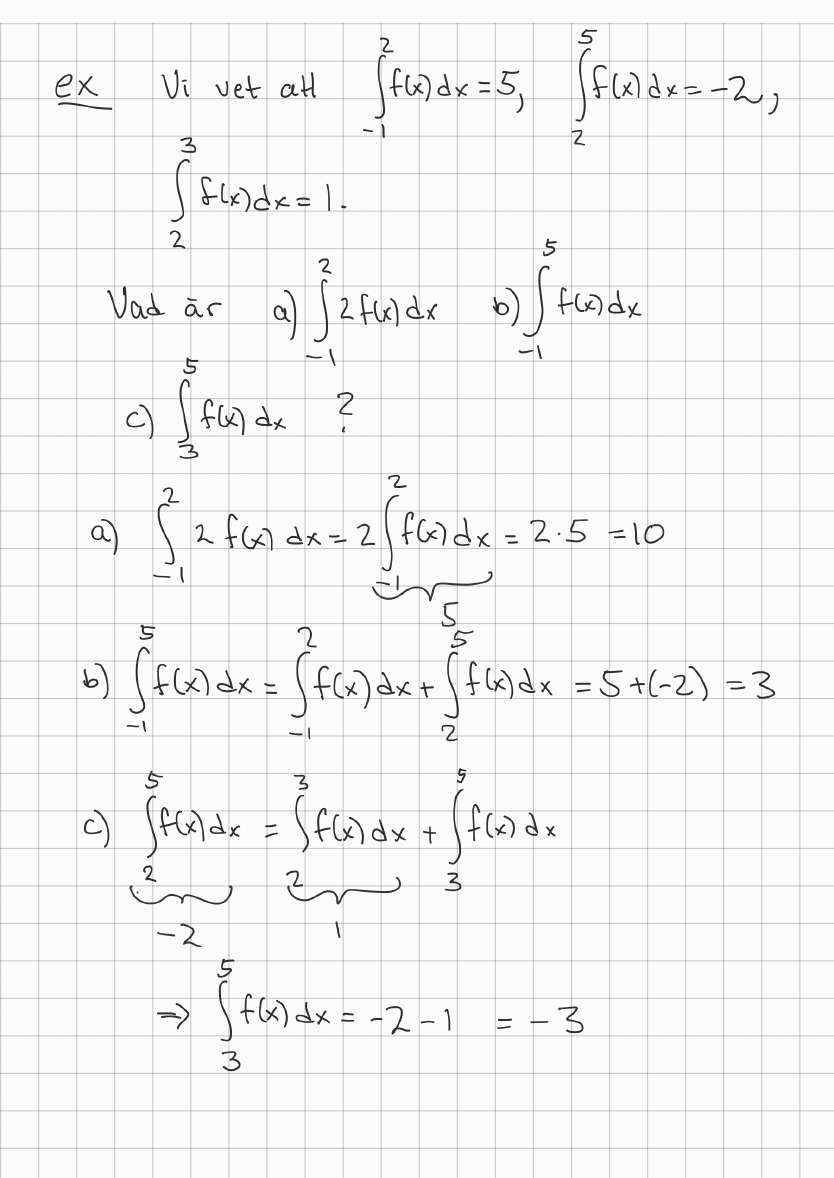 ex Vi vet att ∫_{-1}^{2} f(x) dx = 5, ∫_{2}^{5} f(x) dx = -2,
∫_{2}^{3} f(x) dx = 1.
Vad är a) ∫_{-1}^{2} 2 f(x) dx b) ∫_{-1}^{5} f(x) dx
c) ∫_{3}^{5} f(x) dx ?
a) ∫_{-1}^{2} 2 f(x) dx = 2 ∫_{-1}^{2} f(x) dx = 2 · 5 = 10
5
b) ∫_{-1}^{5} f(x) dx = ∫_{-1}^{2} f(x) dx + ∫_{2}^{5} f(x) dx = 5 + (-2) = 3
c) ∫_{2}^{5} f(x) dx = ∫_{2}^{3} f(x) dx + ∫_{3}^{5} f(x) dx
-2 1
⇒ ∫_{3}^{5} f(x) dx = -2 - 1 = -3